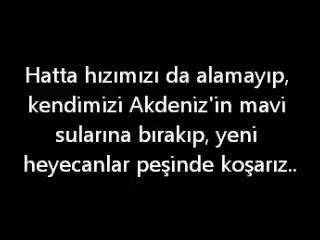 Hatta hızımızı da alamayıp,
kendimizi Akdeniz'in mavi
sularına bırakıp, yeni
heyecanlar peşinde koşarız..